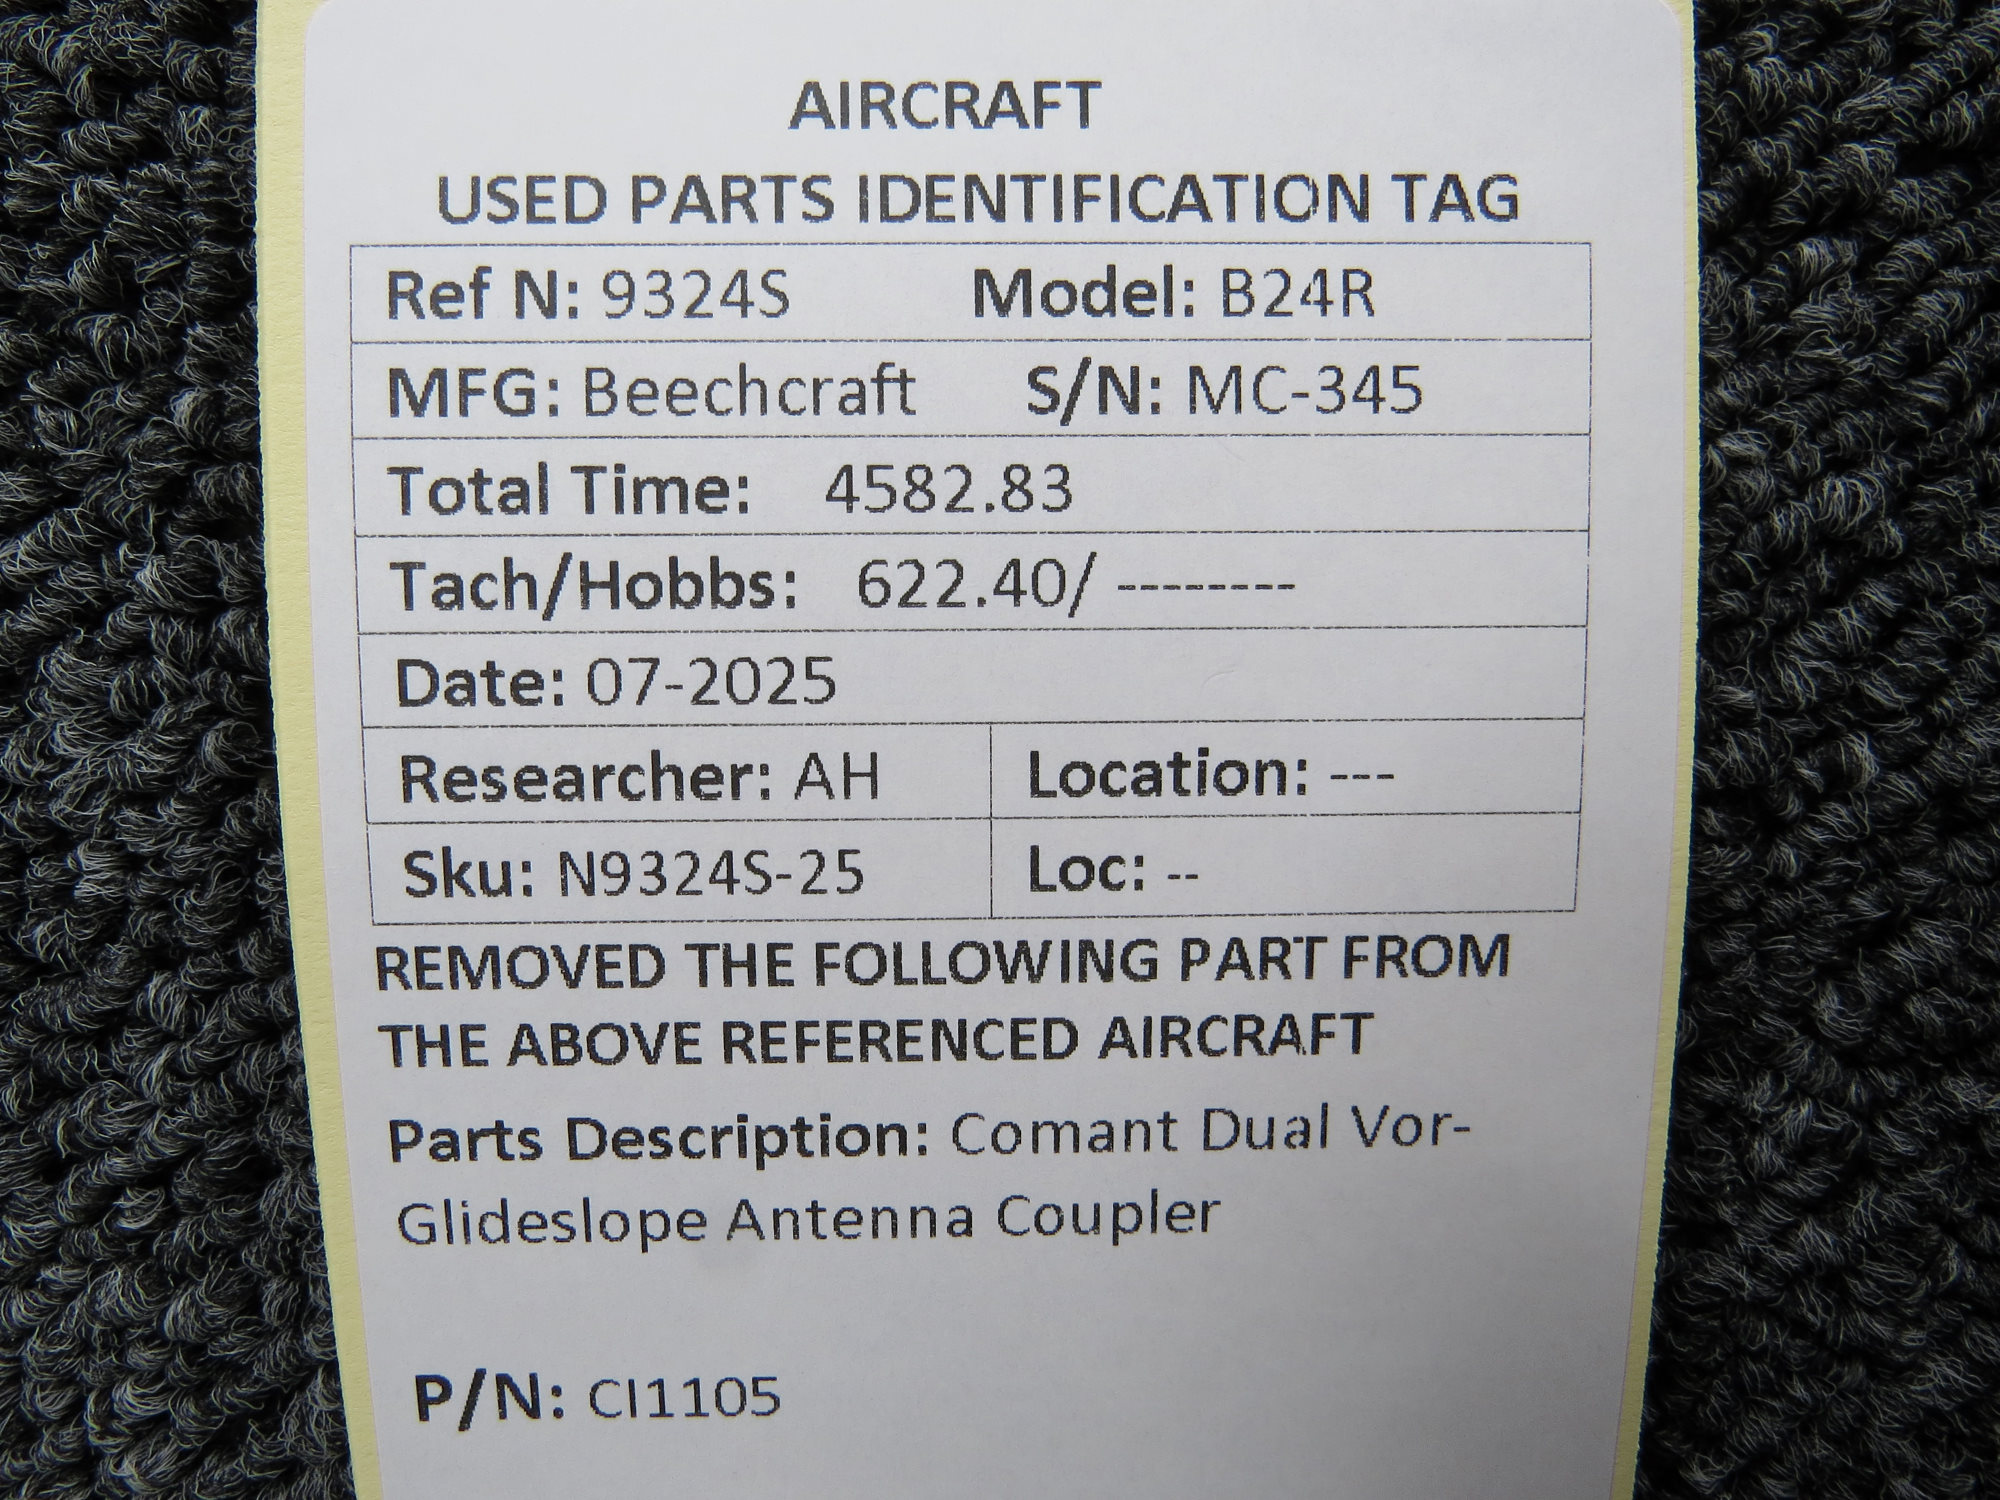 AIRCRAFT
USED PARTS IDENTIFICATION TAG
Ref N: 9324S Model: B24R
MFG: Beechcraft S/N: MC-345
Total Time: 4582.83
Tach/Hobbs: 622.40/ --------
Date: 07-2025
Researcher: AH Location: ---
Sku: N9324S-25 Loc: --
REMOVED THE FOLLOWING PART FROM
THE ABOVE REFERENCED AIRCRAFT
Parts Description: Comant Dual Vor-
Glideslope Antenna Coupler
P/N: CI1105